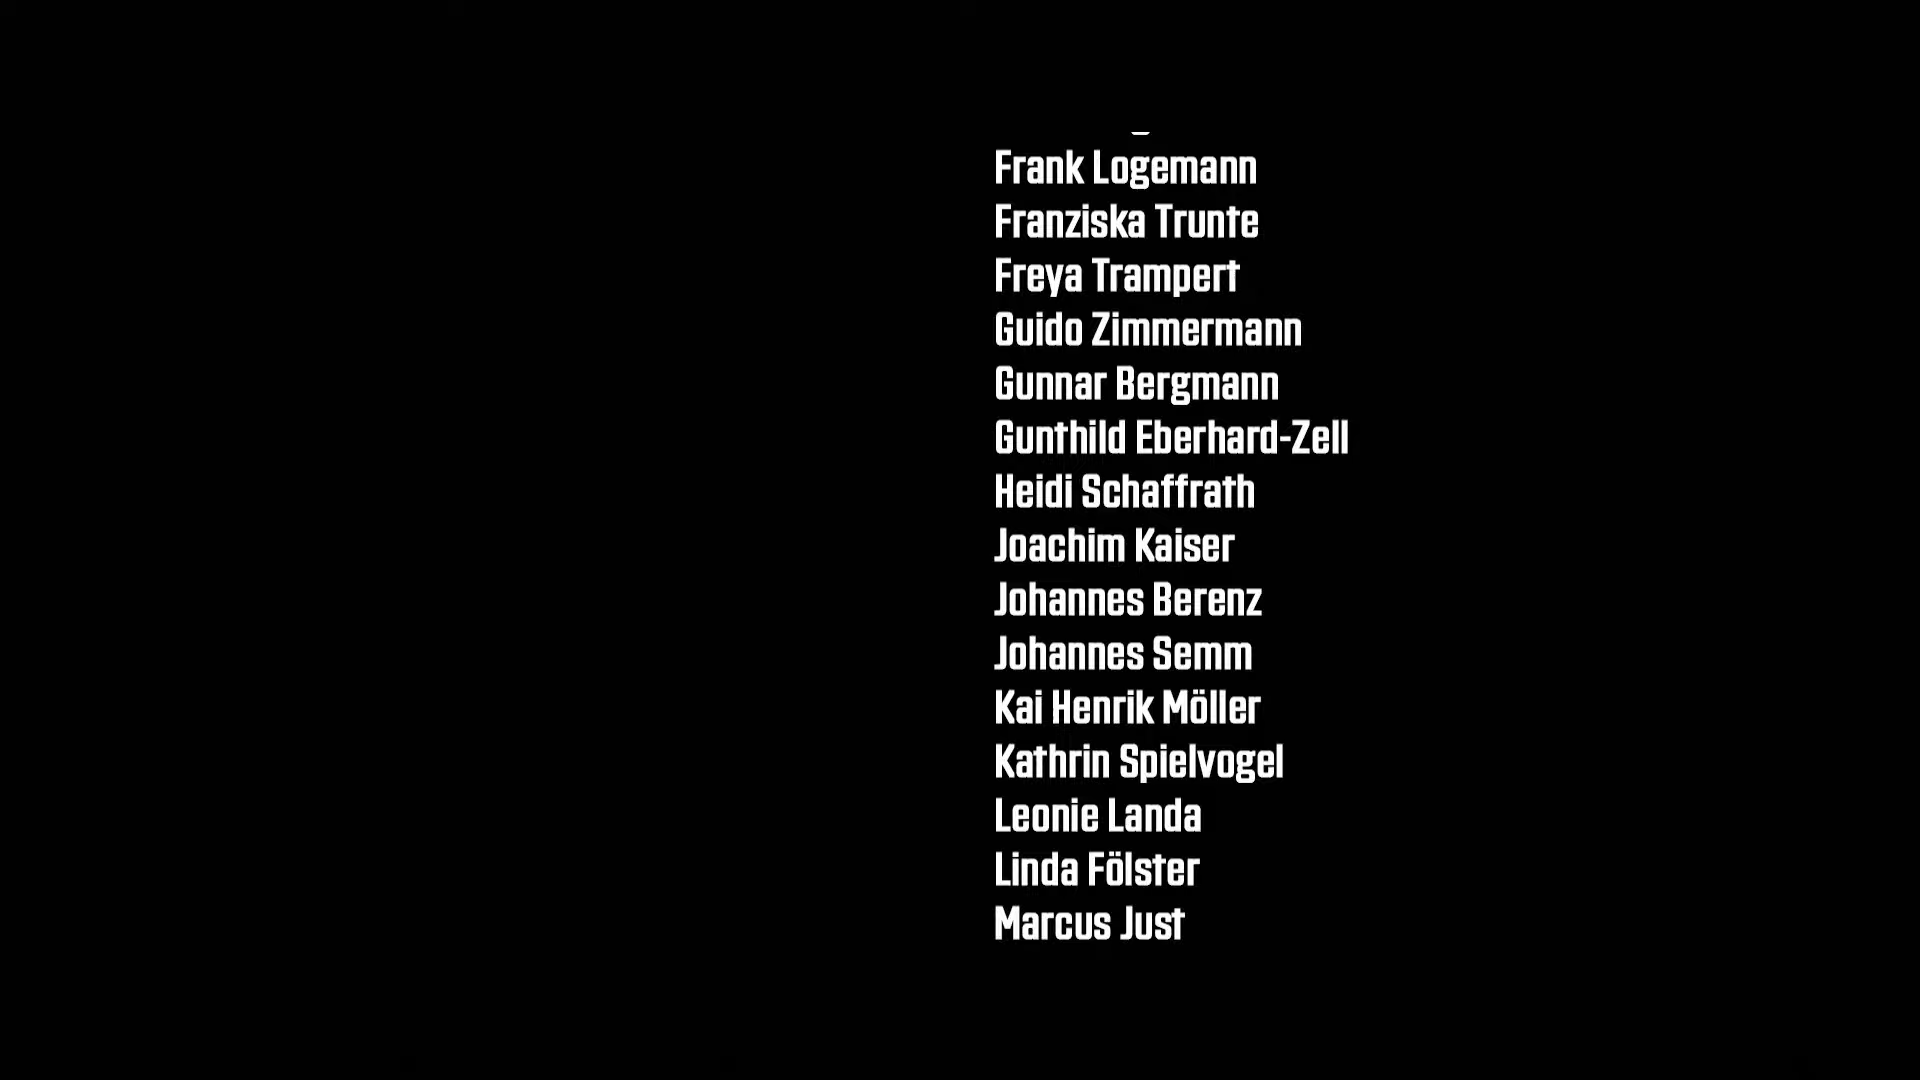 Frank Logemann
Franziska Trunte
Freya Trampert
Guido Zimmermann
Gunnar Bergmann
Gunthild Eberhard-Zell
Heidi Schaffrath
Joachim Kaiser
Johannes Berenz
Johannes Semm
Kai Henrik Möller
Kathrin Spielvogel
Leonie Landa
Linda Fölster
Marcus Just